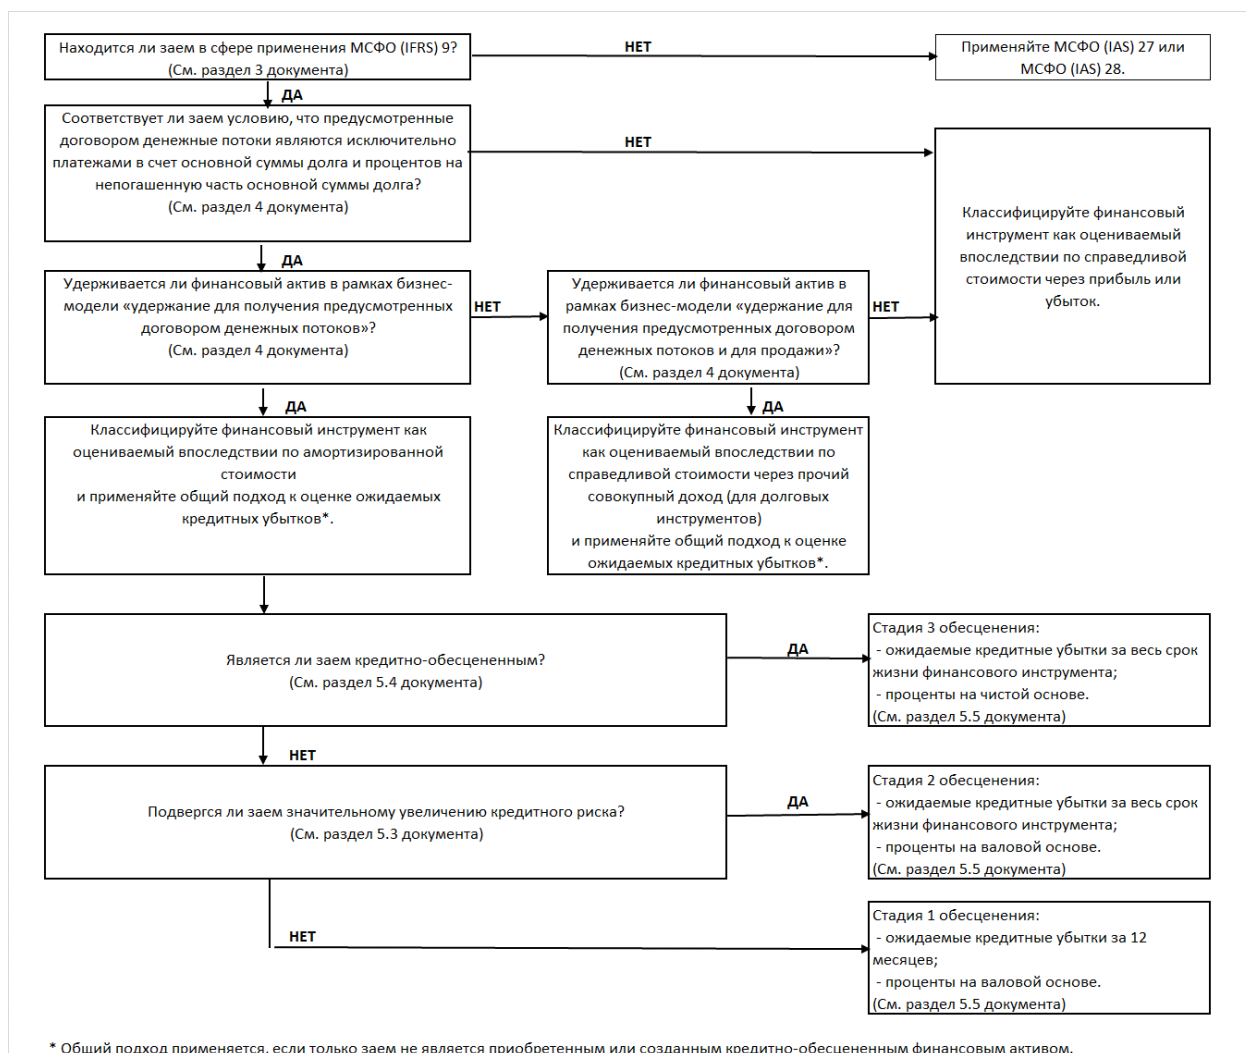 Находится ли заем в сфере применения МСФО (IFRS) 9?
(См. раздел 3 документа)
НЕТ
Применяйте МСФО (IAS) 27 или
МСФО (IAS) 28.
ДА
Соответствует ли заем условию, что предусмотренные
договором денежные потоки являются исключительно
платежами в счет основной суммы долга и процентов на
непогашенную часть основной суммы долга?
(См. раздел 4 документа)
НЕТ
Классифицируйте финансовый
инструмент как оцениваемый
впоследствии по справедливой
стоимости через прибыль или
убыток.
ДА
Удерживается ли финансовый актив в рамках бизнес-
модели «удержание для получения предусмотренных
договором денежных потоков»?
(См. раздел 4 документа)
НЕТ
Удерживается ли финансовый актив в
рамках бизнес-модели «удержание для
получения предусмотренных договором
денежных потоков и для продажи»?
(См. раздел 4 документа)
НЕТ
ДА
ДА
Классифицируйте финансовый инструмент как
оцениваемый впоследствии по амортизированной
стоимости
и применяйте общий подход к оценке ожидаемых
кредитных убытков*.
Классифицируйте финансовый инструмент
как оцениваемый впоследствии по
справедливой стоимости через прочий
совокупный доход (для долговых
инструментов)
и применяйте общий подход к оценке
ожидаемых кредитных убытков*.
Является ли заем кредитно-обесцененным?
(См. раздел 5.4 документа)
ДА
Стадия 3 обесценения:
- ожидаемые кредитные убытки за весь срок
жизни финансового инструмента;
- проценты на чистой основе.
(См. раздел 5.5 документа)
НЕТ
Подвергся ли заем значительному увеличению кредитного риска?
(См. раздел 5.3 документа)
ДА
Стадия 2 обесценения:
- ожидаемые кредитные убытки за весь срок
жизни финансового инструмента;
- проценты на валовой основе.
(См. раздел 5.5 документа)
НЕТ
Стадия 1 обесценения:
- ожидаемые кредитные убытки за 12
месяцев;
- проценты на валовой основе.
(См. раздел 5.5 документа)
* Общий подход применяется, если только заем не является приобретенным или созданным кредитно-обесцененным финансовым активом.